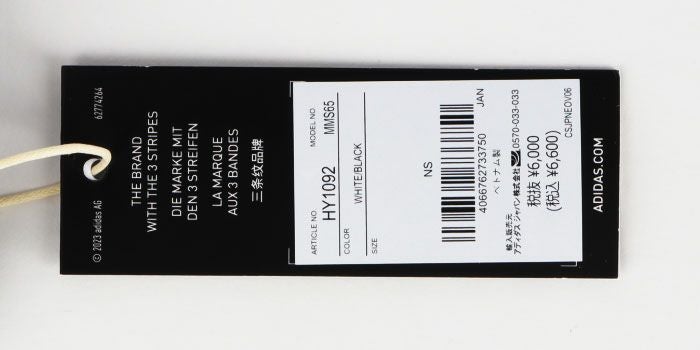 62774264
THE BRAND
WITH THE 3 STRIPES
DIE MARKE MIT
DEN 3 STREIFEN
LA MARQUE
AUX 3 BANDES
三条纹品牌
© 2023 adidas AG
ARTICLE NO
MODEL NO.
HY1092
MMS65
COLOR
WHITE/BLACK
SIZE
NS
4066762733750
JAN
ベトナム製
輸入販売元
アディダス ジャパン株式会社 0570-033-033
税抜 ¥6,000
(税込 ¥6,600)
CSJPNEOV06
ADIDAS.COM